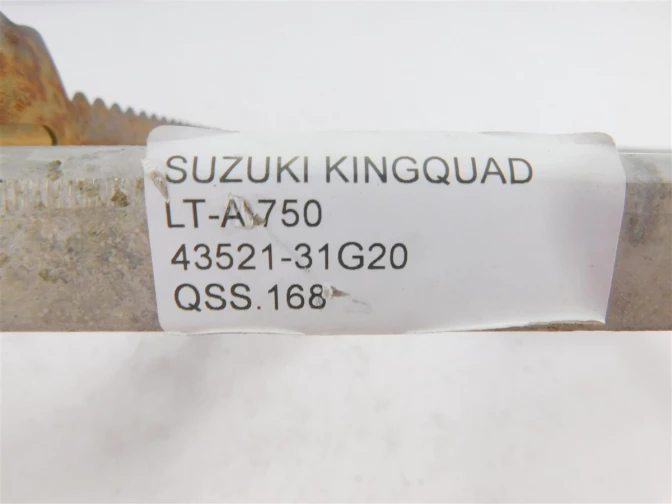 SUZUKI KINGQUAD
LT-A 750
43521-31G20
QSS.168